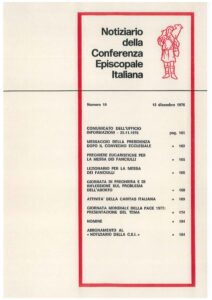 Notiziario
della
Conferenza
Episcopale
Italiana
Numero 10
15 dicembre 1976
COMUNICATO DELL'UFFICIO
INFORMAZIONI - 25-11-1976 pag. 161
MESSAGGIO DELLA PRESIDENZA
DOPO IL CONVEGNO ECCLESIALE » 162
PREGHIERE EUCARISTICHE PER
LA MESSA DEI FANCIULLI » 165
LEZIONARIO PER LA MESSA
DEI FANCIULLI » 166
GIORNATA DI PREGHIERA E DI
RIFLESSIONE SUL PROBLEMA
DELL'ABORTO » 168
ATTIVITÀ DELLA CARITAS ITALIANA » 169
GIORNATA MONDIALE DELLA PACE 1977:
PRESENTAZIONE DEL TEMA » 174
NOMINE » 184
ABBONAMENTO AL
« NOTIZIARIO DELLA C.E.I. » » 184